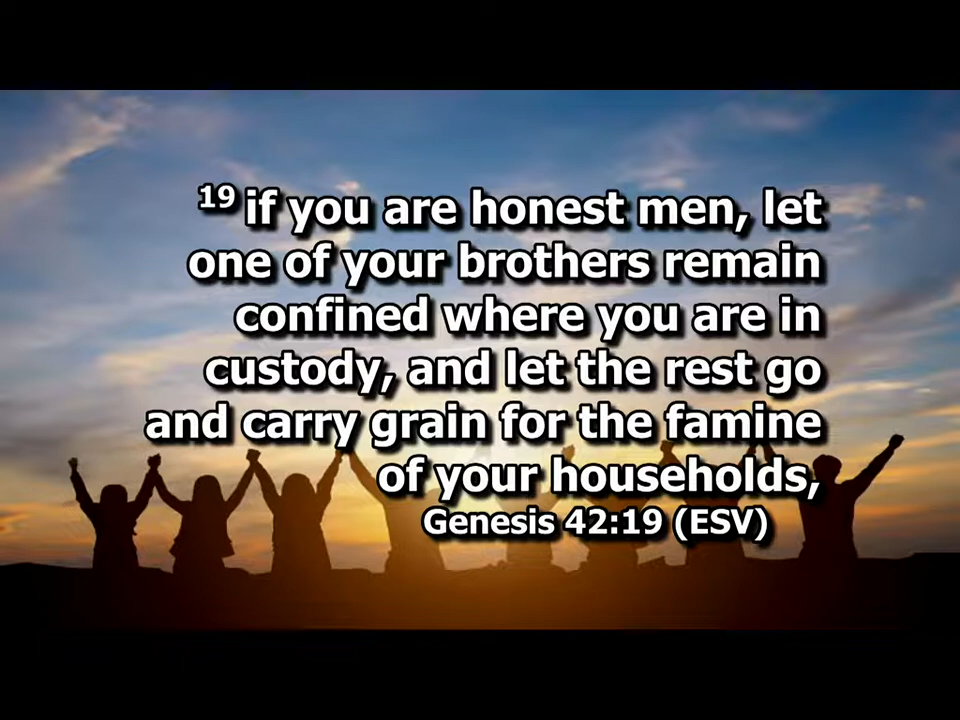 19 if you are honest men, let
one of your brothers remain
confined where you are in
custody, and let the rest go
and carry grain for the famine
of your households,
Genesis 42:19 (ESV)